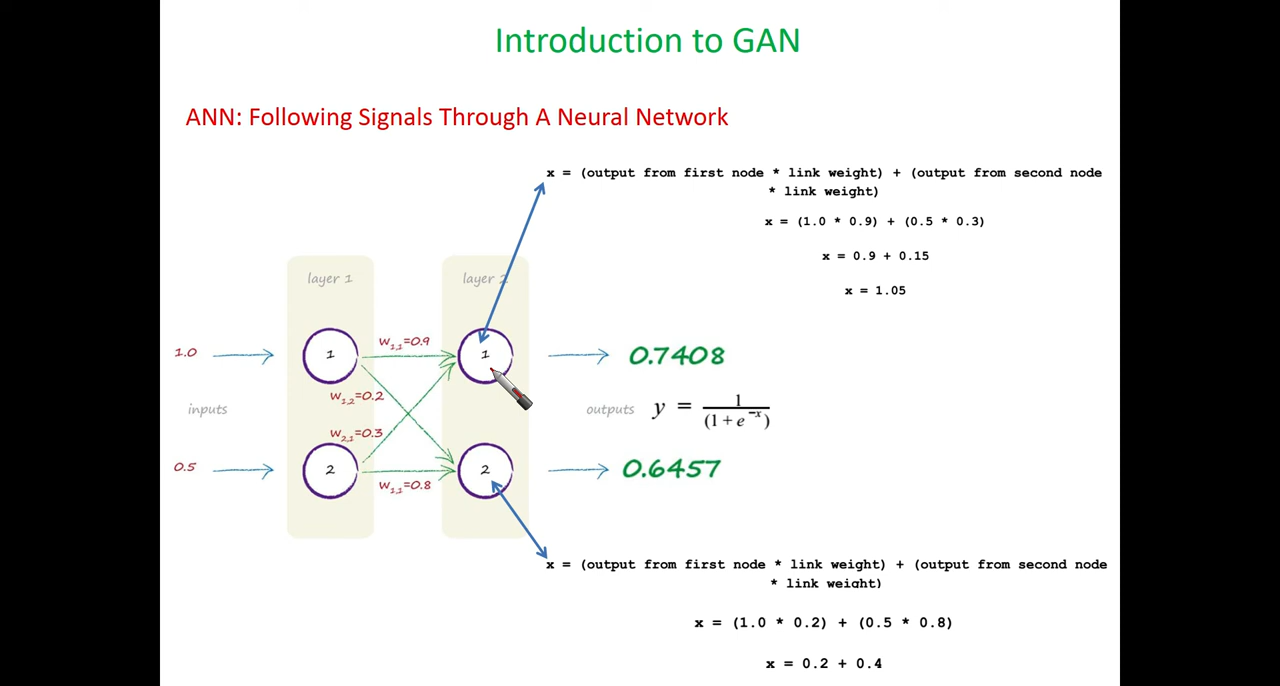 Introduction to GAN
ANN: Following Signals Through A Neural Network
x = (output from first node * link weight) + (output from second node
* link weight)
x = (1.0 * 0.9) + (0.5 * 0.3)
x = 0.9 + 0.15
x = 1.05
layer 1
layer 2
1.0
1
W1,1=0.9
1
0.7408
W1,2=0.2
inputs
outputs
y = 1/(1 + e^-x)
W2,1=0.3
0.5
2
W1,1=0.8
2
0.6457
x = (output from first node * link weight) + (output from second node
* link weight)
x = (1.0 * 0.2) + (0.5 * 0.8)
x = 0.2 + 0.4